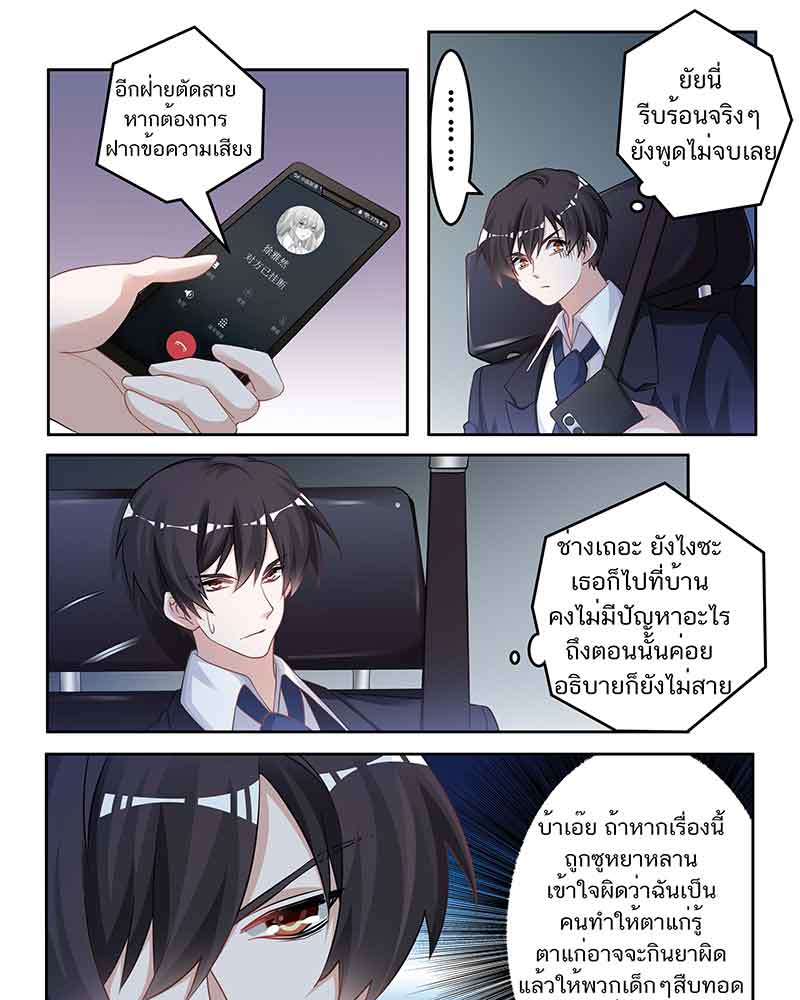 อีกฝ่ายตัดสาย
หากต้องการ
ฝากข้อความเสียง
徐雅然
对方已挂断
.........
ยัยนี่
รีบร้อนจริงๆ
ยังพูดไม่จบเลย
ช่างเถอะ ยังไงซะ
เธอก็ไปที่บ้าน
คงไม่มีปัญหาอะไร
ถึงตอนนั้นค่อย
อธิบายก็ยังไม่สาย
บ้าเอ๊ย ถ้าหากเรื่องนี้
ถูกซูหยาหลาน
เข้าใจผิดว่าฉันเป็น
คนทำให้ตาแก่รู้
ตาแก่อาจจะกินยาผิด
แล้วให้พวกเด็กๆสืบทอด